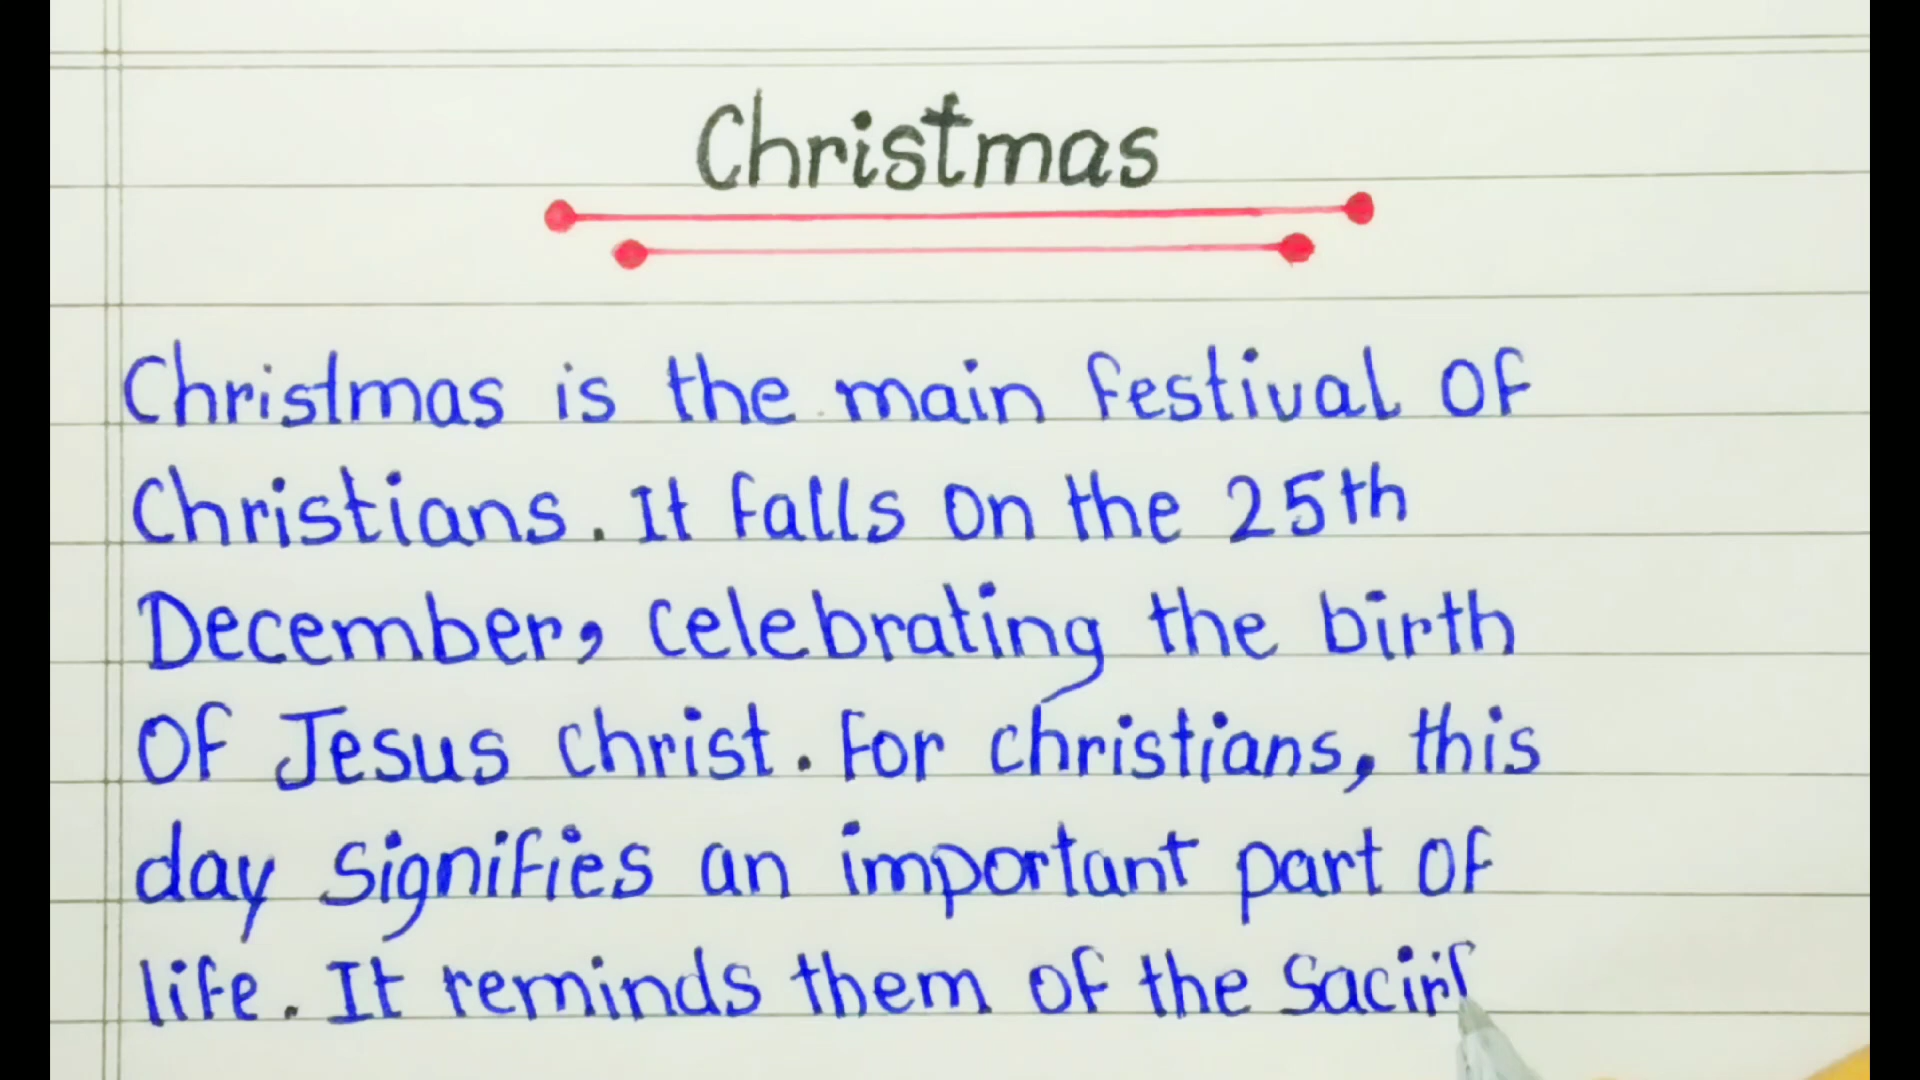 Christmas
Christmas is the main festival of
Christians. It falls on the 25th
December, celebrating the birth
of Jesus christ. For christians, this
day signifies an important part of
life. It reminds them of the